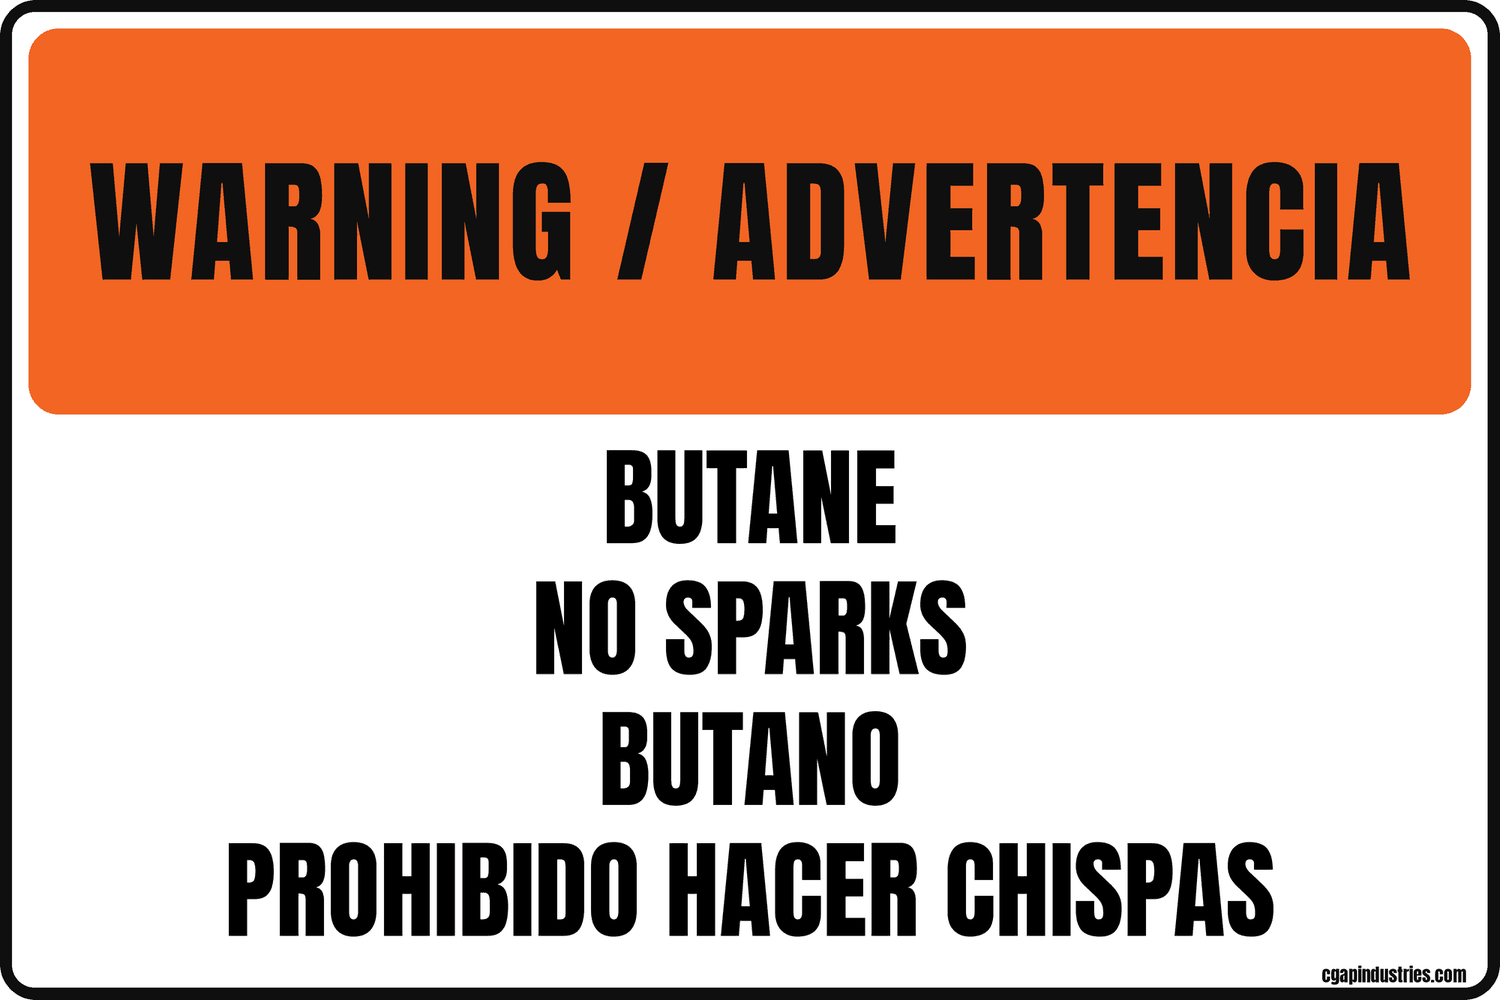 WARNING / ADVERTENCIA
BUTANE
NO SPARKS
BUTANO
PROHIBIDO HACER CHISPAS
cgapindustries.com